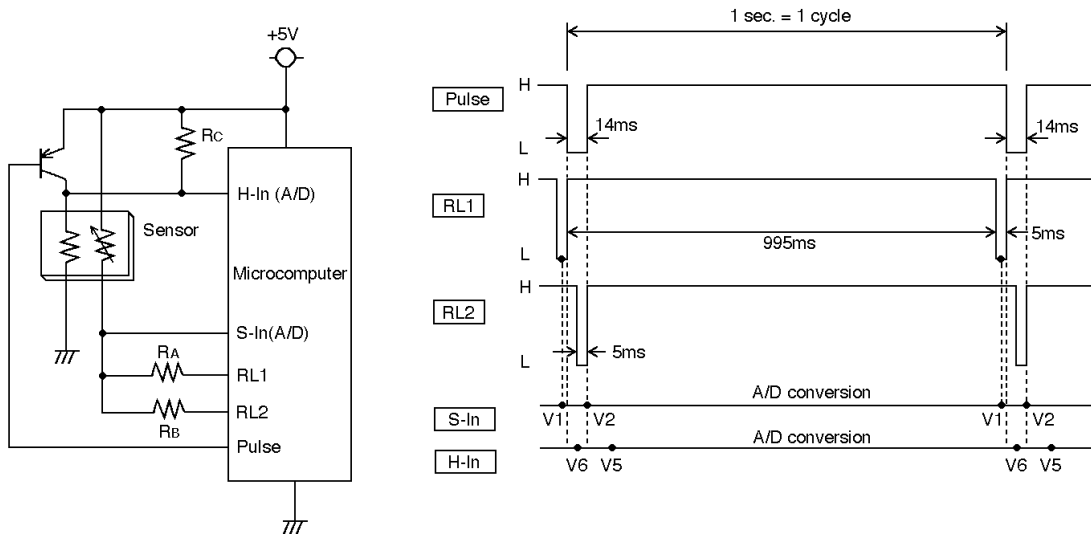 +5V
RC
H-In (A/D)
Sensor
Microcomputer
S-In(A/D)
RA
RL1
RL2
RB
Pulse
1 sec. = 1 cycle
H
Pulse
14ms
14ms
L
H
RL1
995ms
5ms
L
H
RL2
5ms
L
A/D conversion
S-In
V1
V2
V1
V2
A/D conversion
H-In
V6
V5
V6
V5